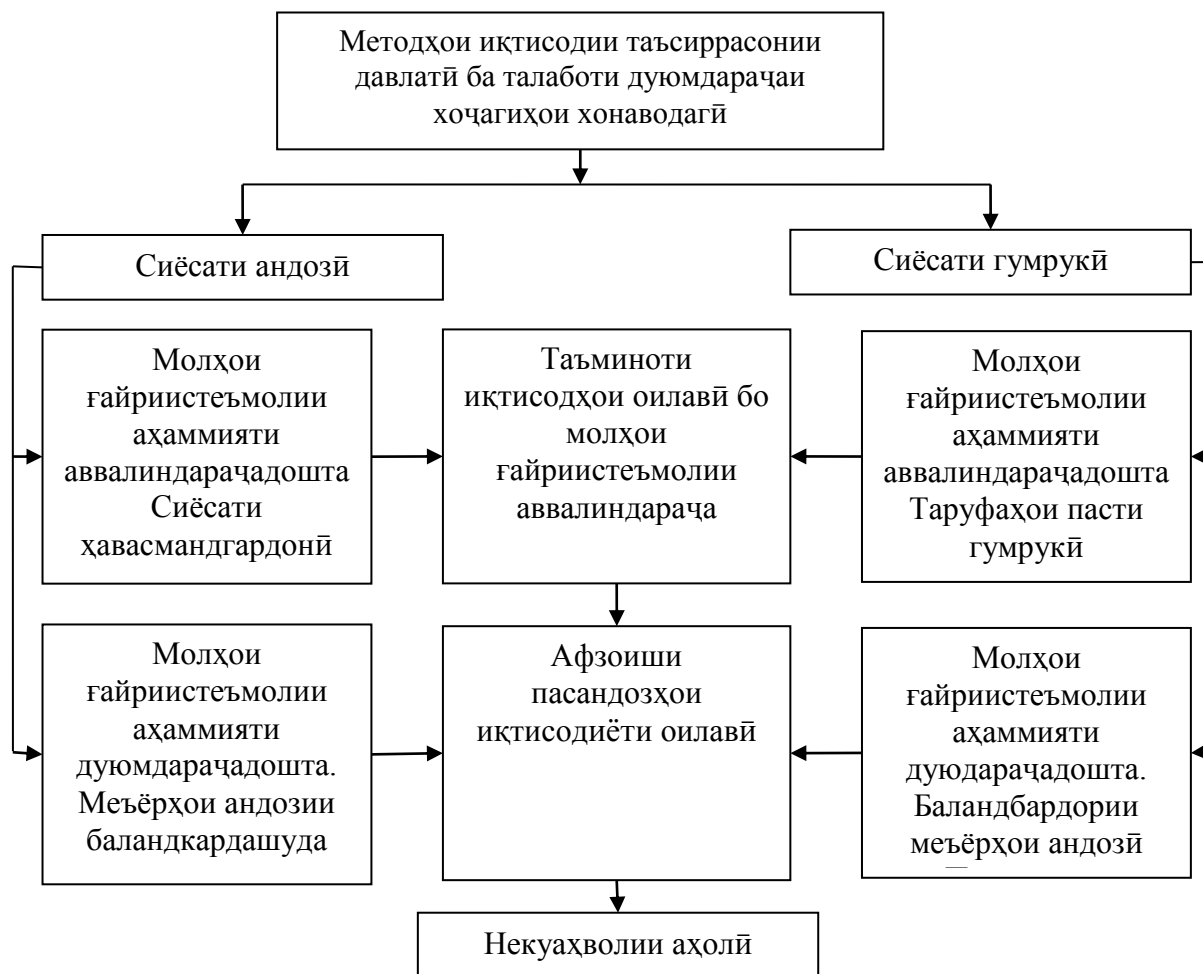 Методҳои иқтисодии таъсиррасонии
давлатӣ ба талаботи дуюмдараҷаи
хоҷагиҳои хонаводагӣ
Сиёсати андозӣ
Сиёсати гумрукӣ
Молҳои
ғайриистеъмолии
аҳаммияти
аввалиндараҷадошта
Сиёсати
ҳавасмандгардонӣ
Таъминоти
иқтисодҳои оилавӣ бо
молҳои
ғайриистеъмолии
аввалиндараҷа
Молҳои
ғайриистеъмолии
аҳаммияти
аввалиндараҷадошта
Таруфаҳои пасти
гумрукӣ
Молҳои
ғайриистеъмолии
аҳаммияти
дуюмдараҷадошта.
Меъёрҳои андозии
баландкардашуда
Афзоиши
пасандозҳои
иқтисодиёти оилавӣ
Молҳои
ғайриистеъмолии
аҳаммияти
дуюдараҷадошта.
Баландбардории
меъёрҳои андозӣ
Некуаҳволии аҳолӣ